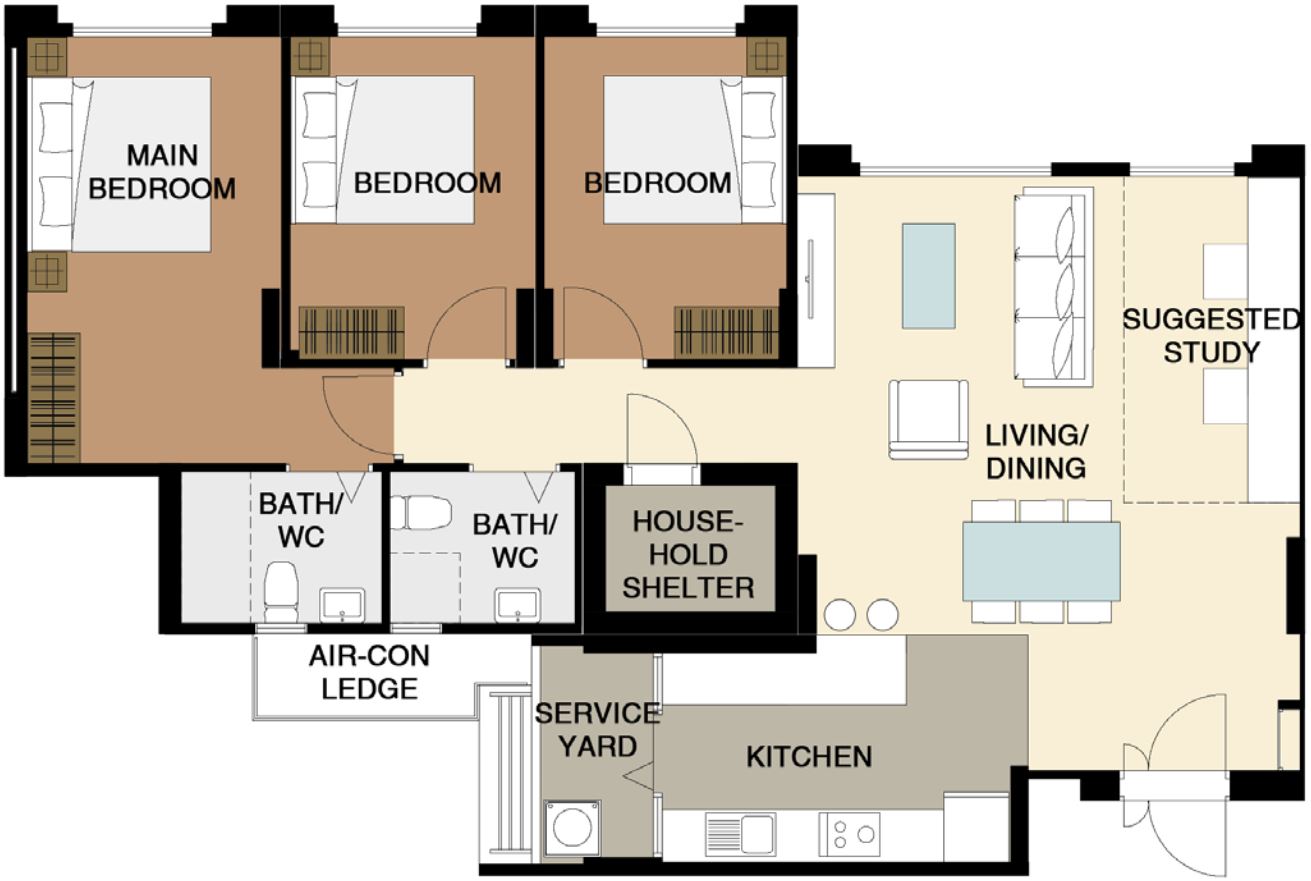 MAIN
BEDROOM
BEDROOM
BEDROOM
SUGGESTED
STUDY
LIVING/
DINING
BATH/
WC
BATH/
WC
HOUSE-
HOLD
SHELTER
AIR-CON
LEDGE
SERVICE
YARD
KITCHEN